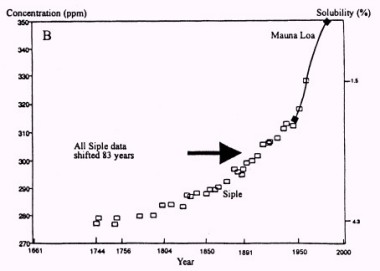 Concentration (ppm)
Solubility (%)
350
B
Mauna Loa
340
330
1.5
320
310
All Siple data
shifted 83 years
300
290
Siple
280
4.3
270
1661
1744
1756
1804
1850
1891
1950
2000
Year